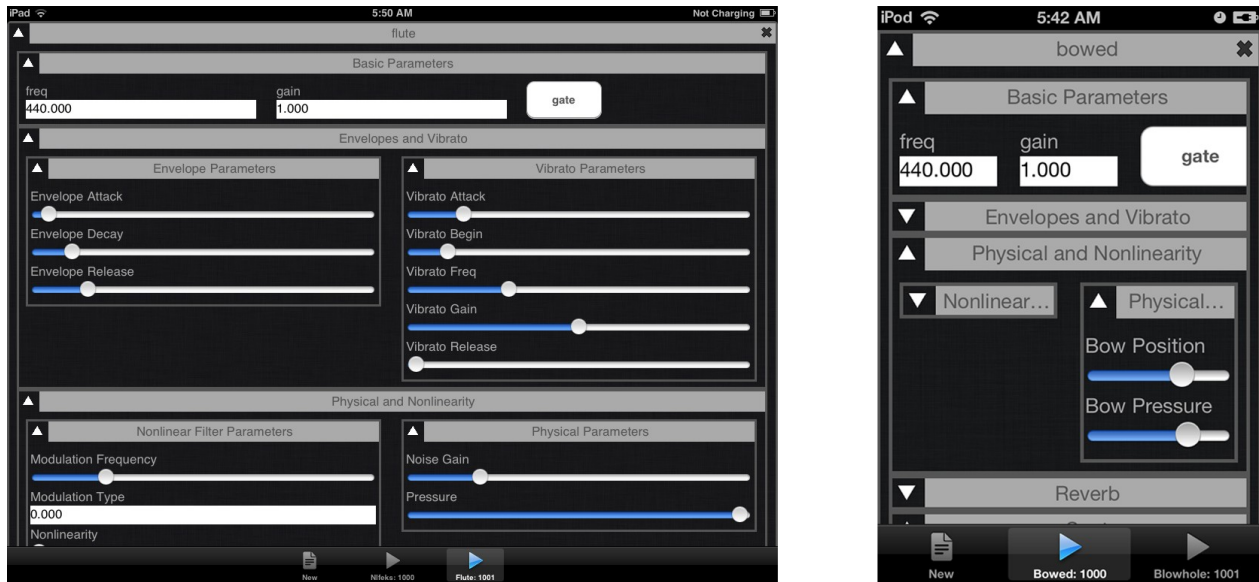 iPad 5:50 AM Not Charging
flute
Basic Parameters
freq gain
440.000 1.000 gate
Envelopes and Vibrato
Envelope Parameters Vibrato Parameters
Envelope Attack Vibrato Attack
Envelope Decay Vibrato Begin
Envelope Release Vibrato Freq
Vibrato Gain
Vibrato Release
Physical and Nonlinearity
Nonlinear Filter Parameters Physical Parameters
Modulation Frequency Noise Gain
Modulation Type Pressure
0.000
Nonlinearity
New Nlfeks: 1000 Flute: 1001
iPod 5:42 AM
bowed
Basic Parameters
freq gain
440.000 1.000 gate
Envelopes and Vibrato
Physical and Nonlinearity
Nonlinear... Physical...
Bow Position
Bow Pressure
Reverb
New Bowed: 1000 Blowhole: 1001